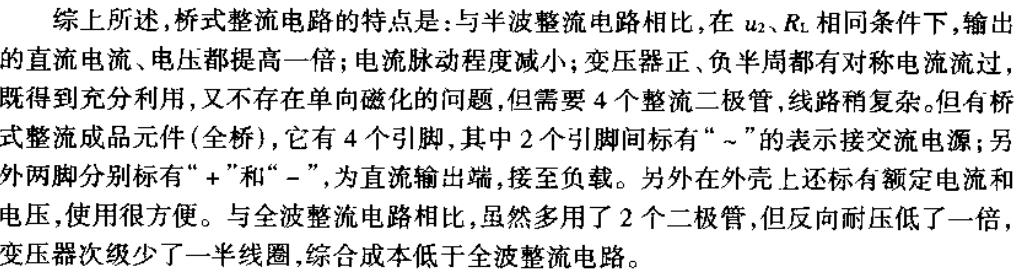 综上所述,桥式整流电路的特点是:与半波整流电路相比,在 u₂、R_L 相同条件下,输出
的直流电流、电压都提高一倍;电流脉动程度减小;变压器正、负半周都有对称电流流过,
既得到充分利用,又不存在单向磁化的问题,但需要 4 个整流二极管,线路稍复杂。但有桥
式整流成品元件(全桥),它有 4 个引脚,其中 2 个引脚间标有“~”的表示接交流电源;另
外两脚分别标有“+”和“-”,为直流输出端,接至负载。另外在外壳上还标有额定电流和
电压,使用很方便。与全波整流电路相比,虽然多用了 2 个二极管,但反向耐压低了一倍,
变压器次级少了一半线圈,综合成本低于全波整流电路。